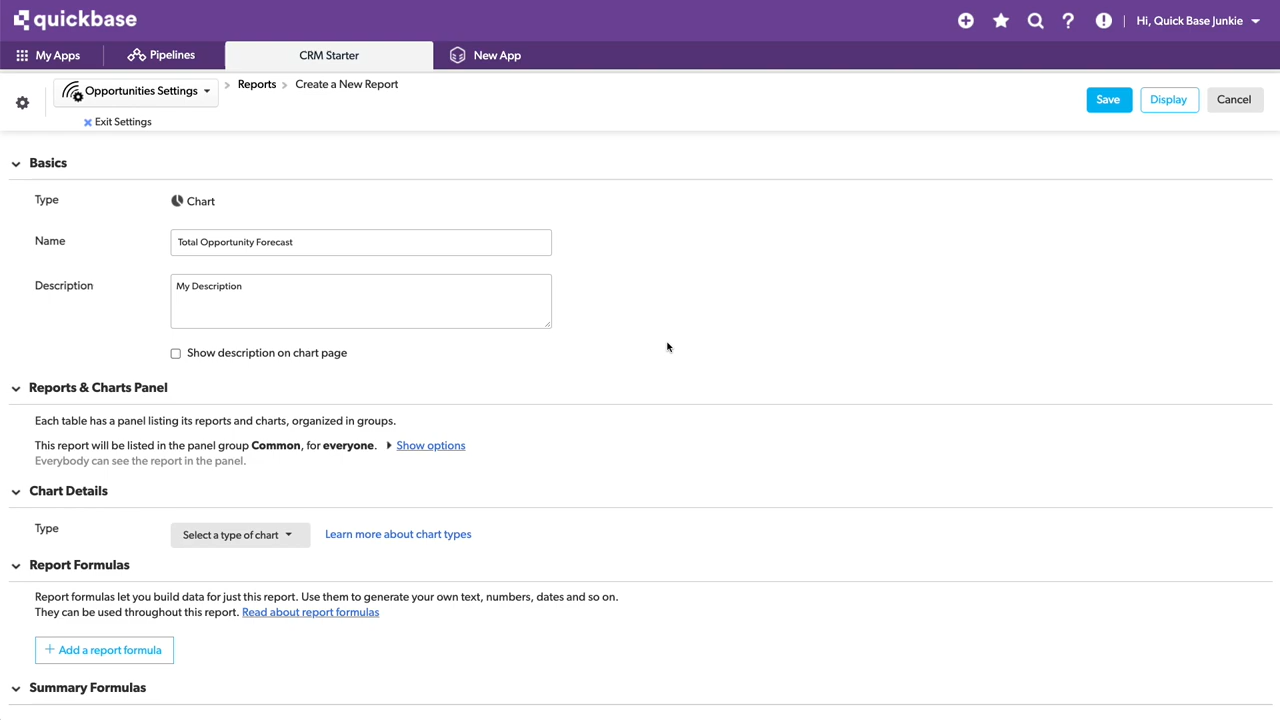 quickbase
Hi, Quick Base Junkie
My Apps
Pipelines
CRM Starter
New App
Opportunities Settings
Reports
Create a New Report
Exit Settings
Save
Display
Cancel
Basics
Type
Chart
Name
Total Opportunity Forecast
Description
My Description
Show description on chart page
Reports & Charts Panel
Each table has a panel listing its reports and charts, organized in groups.
This report will be listed in the panel group Common, for everyone. Show options
Everybody can see the report in the panel.
Chart Details
Type
Select a type of chart
Learn more about chart types
Report Formulas
Report formulas let you build data for just this report. Use them to generate your own text, numbers, dates and so on.
They can be used throughout this report. Read about report formulas
+ Add a report formula
Summary Formulas